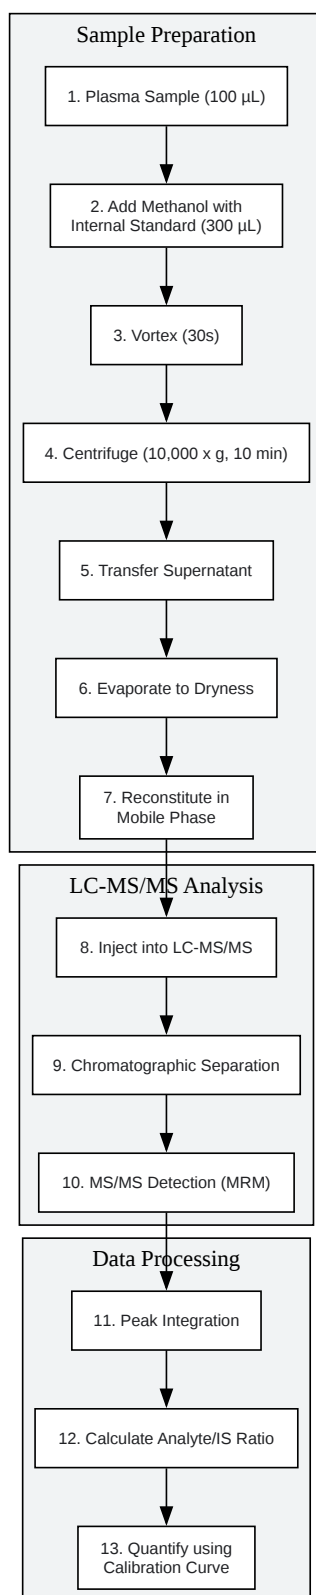 Sample Preparation
1. Plasma Sample (100 µL)
2. Add Methanol with
Internal Standard (300 µL)
3. Vortex (30s)
4. Centrifuge (10,000 x g, 10 min)
5. Transfer Supernatant
6. Evaporate to Dryness
7. Reconstitute in
Mobile Phase
LC-MS/MS Analysis
8. Inject into LC-MS/MS
9. Chromatographic Separation
10. MS/MS Detection (MRM)
Data Processing
11. Peak Integration
12. Calculate Analyte/IS Ratio
13. Quantify using
Calibration Curve